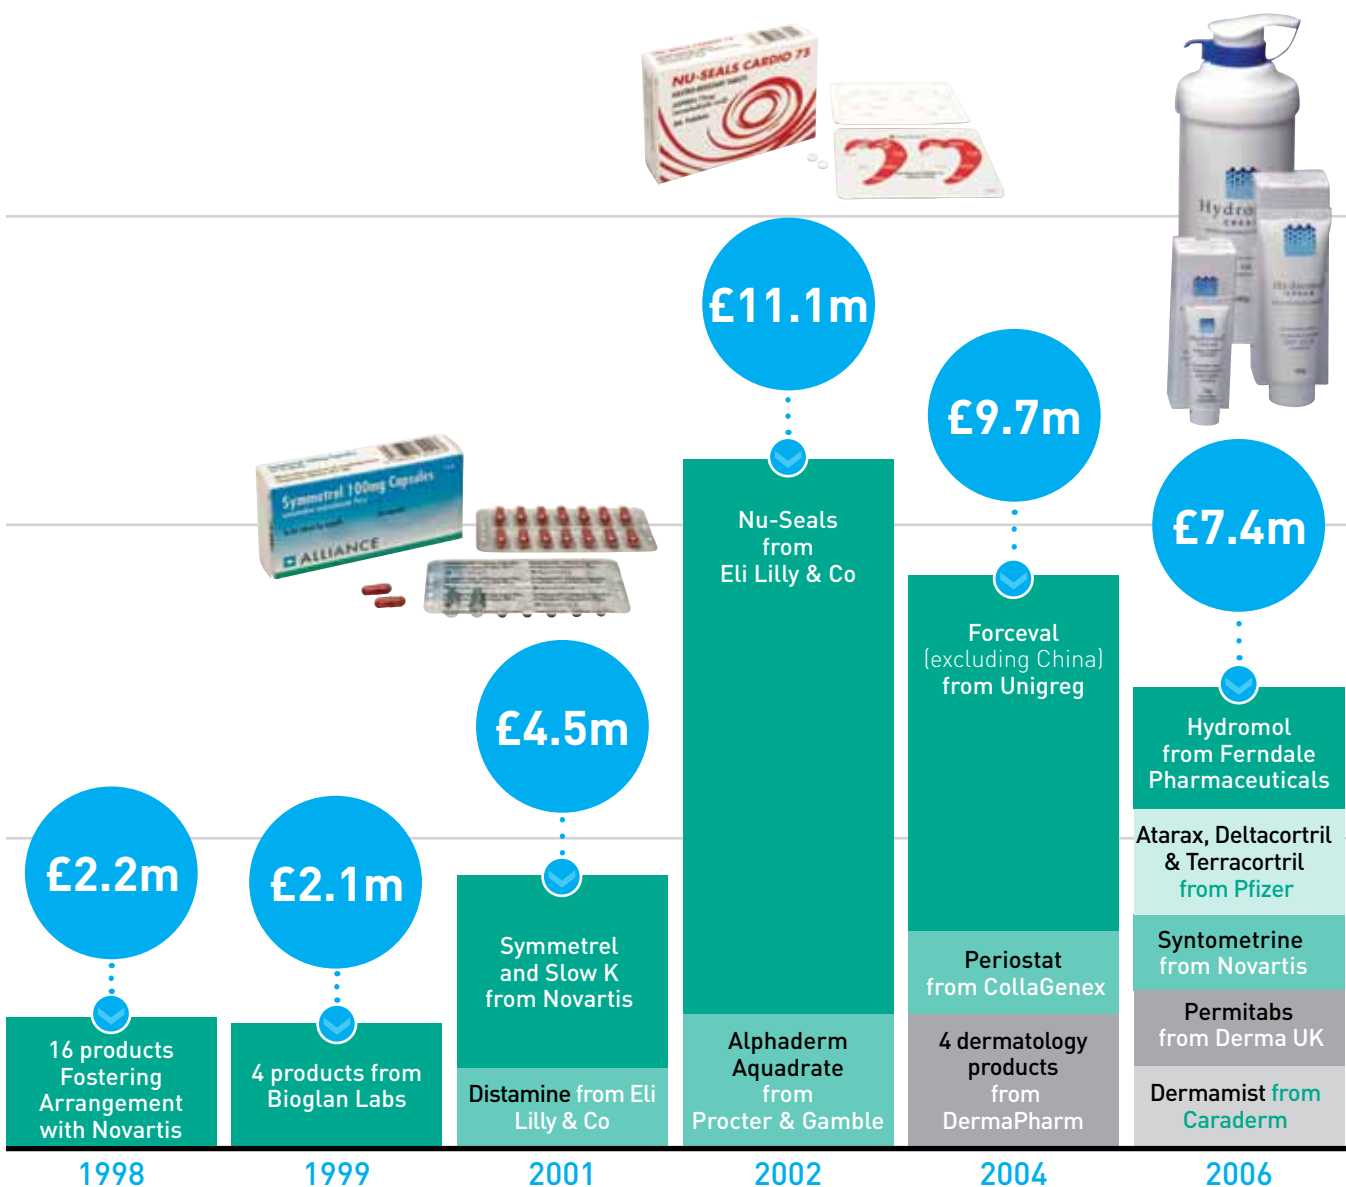 NU-SEALS CARDIO 75
£11.1m
Hydromol
CREAM
£9.7m
£7.4m
Symmetrel 100mg Capsules
ALLIANCE
£4.5m
£2.2m
£2.1m
16 products
Fostering
Arrangement
with Novartis
4 products from
Bioglan Labs
Symmetrel
and Slow K
from Novartis
Distamine from Eli
Lilly & Co
Nu-Seals
from
Eli Lilly & Co
Alphaderm
Aquadrate
from
Procter & Gamble
Forceval
(excluding China)
from Unigreg
Periostat
from CollaGenex
4 dermatology
products
from
DermaPharm
Hydromol
from Ferndale
Pharmaceuticals
Atarax, Deltacortril
& Terracortril
from Pfizer
Syntometrine
from Novartis
Permitabs
from Derma UK
Dermamist from
Caraderm
1998
1999
2001
2002
2004
2006